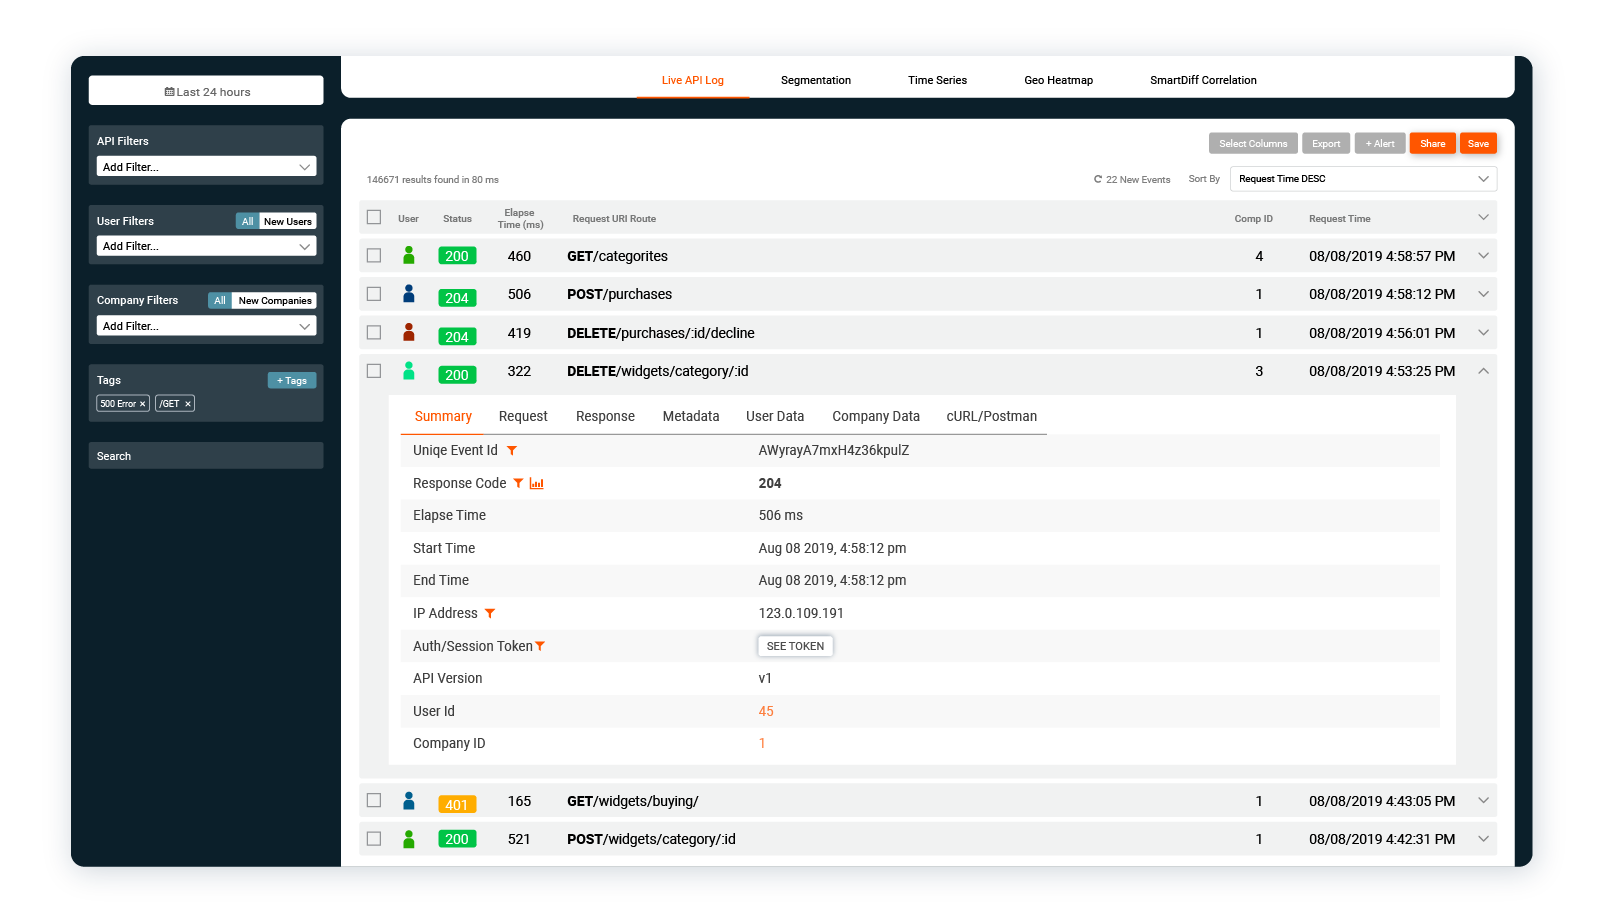 Last 24 hours
API Filters
Add Filter...
User Filters All New Users
Add Filter...
Company Filters All New Companies
Add Filter...
Tags + Tags
500 Error × /GET ×
Search
Live API Log Segmentation Time Series Geo Heatmap SmartDiff Correlation
Select Columns Export + Alert Share Save
146671 results found in 80 ms 22 New Events Sort By Request Time DESC
User Status Elapse Time (ms) Request URI Route Comp ID Request Time
200 460 GET/categorites 4 08/08/2019 4:58:57 PM
204 506 POST/purchases 1 08/08/2019 4:58:12 PM
204 419 DELETE/purchases/:id/decline 1 08/08/2019 4:56:01 PM
200 322 DELETE/widgets/category/:id 3 08/08/2019 4:53:25 PM
Summary Request Response Metadata User Data Company Data cURL/Postman
Uniqe Event Id AWyrayA7mxH4z36kpulZ
Response Code 204
Elapse Time 506 ms
Start Time Aug 08 2019, 4:58:12 pm
End Time Aug 08 2019, 4:58:12 pm
IP Address 123.0.109.191
Auth/Session Token SEE TOKEN
API Version v1
User Id 45
Company ID 1
401 165 GET/widgets/buying/ 1 08/08/2019 4:43:05 PM
200 521 POST/widgets/category/:id 1 08/08/2019 4:42:31 PM